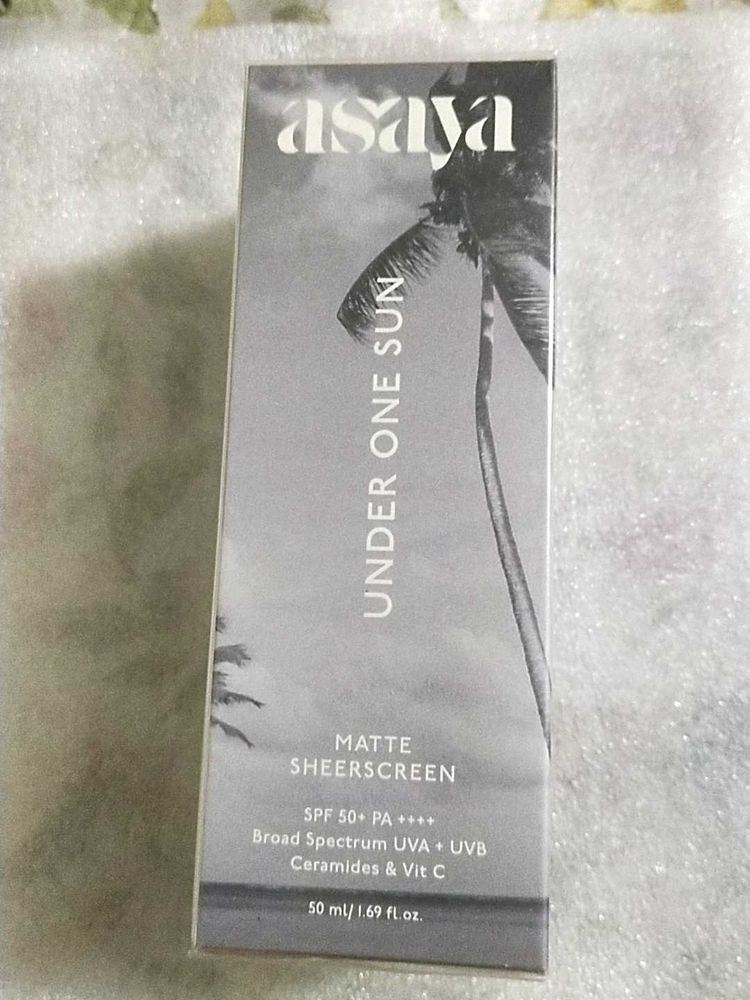 asaya
UNDER ONE SUN
MATTE
SHEERSCREEN
SPF 50+ PA ++++
Broad Spectrum UVA + UVB
Ceramides & Vit C
50 ml/ 1.69 fl.oz.